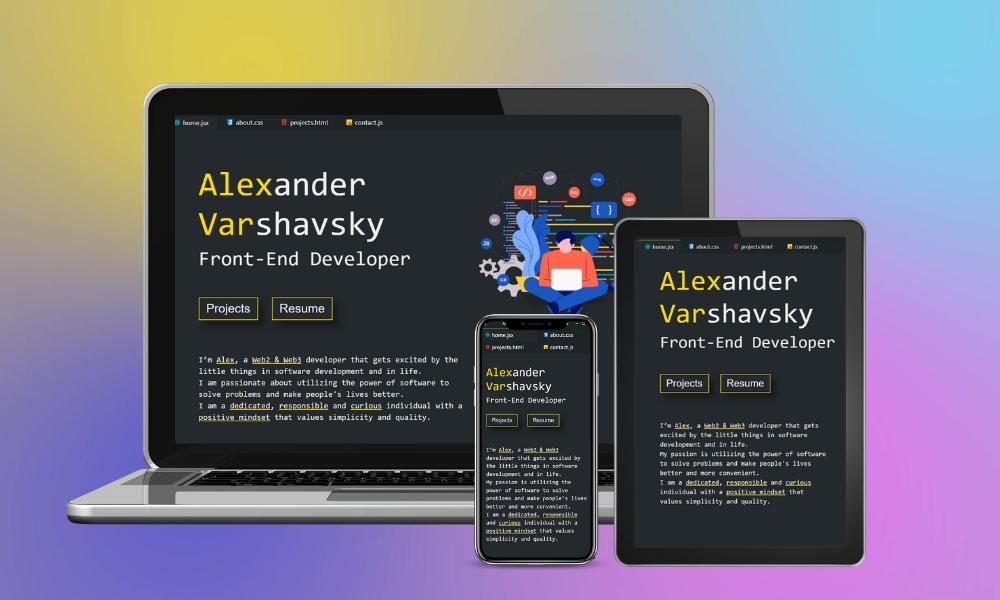 home.jsx about.css projects.html contact.js
Alexander
Varshavsky
Front-End Developer
Projects Resume
I'm Alex, a Web2 & Web3 developer that gets excited by the
little things in software development and in life.
I am passionate about utilizing the power of software to
solve problems and make people's lives better.
I am a dedicated, responsible and curious individual with a
positive mindset that values simplicity and quality.
</>
{ }
CSS
JS
home.jsx about.css
projects.html contact.js
Alexander
Varshavsky
Front-End Developer
Projects Resume
I'm Alex, a Web2 & Web3
developer that gets excited by
the little things in software
development and in life.
My passion is utilizing the
power of software to solve
problems and make people's lives
better and more convenient.
I am a dedicated, responsible
and curious individual with a
positive mindset that values
simplicity and quality.
home.jsx about.css projects.html contact.js
Alexander
Varshavsky
Front-End Developer
Projects Resume
I'm Alex, a Web2 & Web3 developer that gets
excited by the little things in software
development and in life.
My passion is utilizing the power of software
to solve problems and make people's lives
better and more convenient.
I am a dedicated, responsible and curious
individual with a positive mindset that
values simplicity and quality.